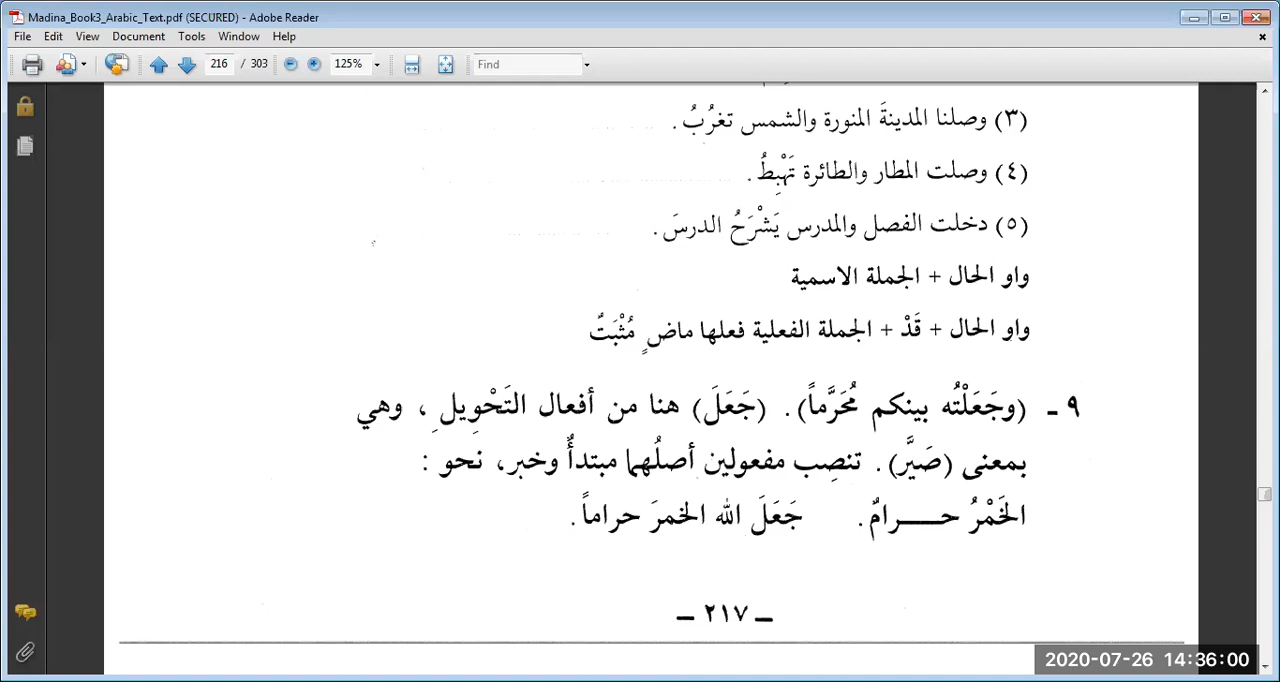 Madina_Book3_Arabic_Text.pdf (SECURED) - Adobe Reader
File Edit View Document Tools Window Help
216 / 303 125% Find
(٣) وصلنا المدينةَ المنورة والشمس تغرُبُ.
(٤) وصلت المطار والطائرة تَهْبِطُ.
(٥) دخلت الفصل والمدرس يَشْرَحُ الدرسَ.
واو الحال + الجملة الاسمية
واو الحال + قَدْ + الجملة الفعلية فعلها ماضٍ مُثْبَتٌ
٩ ـ (وجَعَلْتُه بينكم مُحَرَّماً). (جَعَلَ) هنا من أفعال التَحْوِيلِ ، وهي
بمعنى (صَيَّر). تنصِب مفعولين أصلُهما مبتدأٌ وخبر، نحو :
الخَمْرُ حـــرامٌ. جَعَلَ الله الخمرَ حراماً.
ـ ٢١٧ ـ
2020-07-26 14:36:00